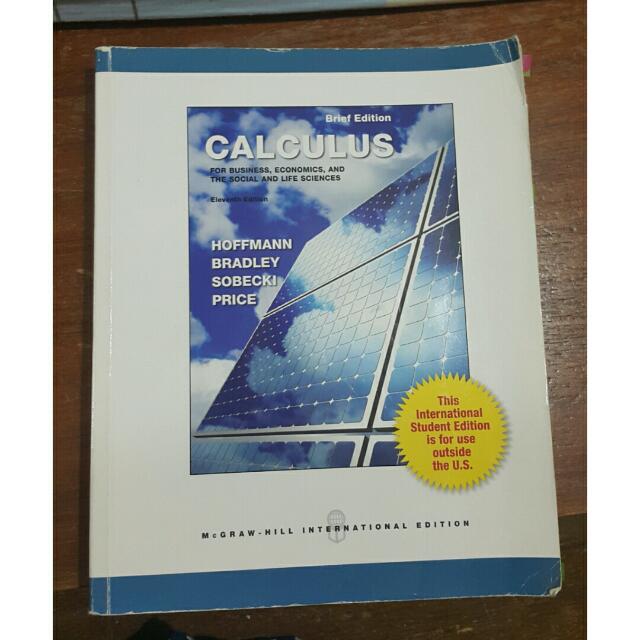 Brief Edition
CALCULUS
FOR BUSINESS, ECONOMICS, AND
THE SOCIAL AND LIFE SCIENCES
Eleventh Edition
HOFFMANN
BRADLEY
SOBECKI
PRICE
This
International
Student Edition
is for use
outside
the U.S.
McGRAW-HILL INTERNATIONAL EDITION